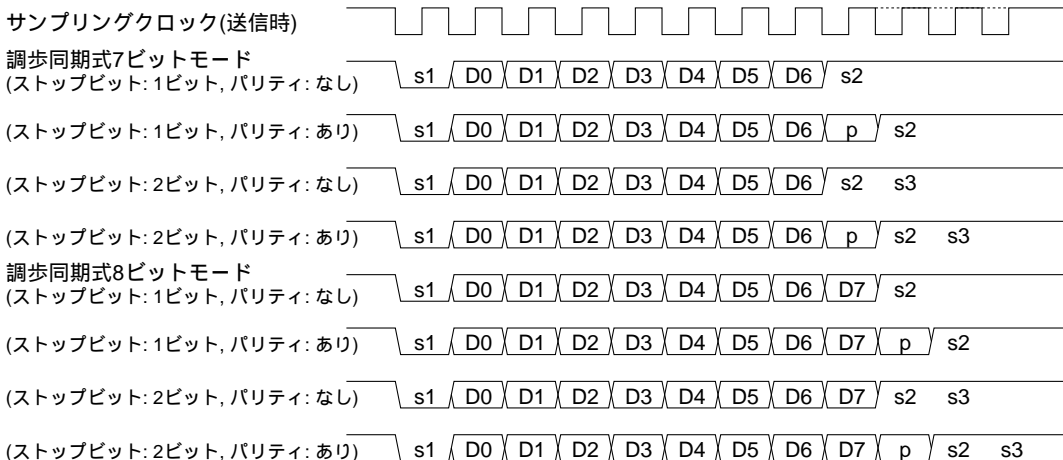 サンプリングクロック(送信時)
調歩同期式7ビットモード
(ストップビット: 1ビット, パリティ: なし) s1 D0 D1 D2 D3 D4 D5 D6 s2
(ストップビット: 1ビット, パリティ: あり) s1 D0 D1 D2 D3 D4 D5 D6 p s2
(ストップビット: 2ビット, パリティ: なし) s1 D0 D1 D2 D3 D4 D5 D6 s2 s3
(ストップビット: 2ビット, パリティ: あり) s1 D0 D1 D2 D3 D4 D5 D6 p s2 s3
調歩同期式8ビットモード
(ストップビット: 1ビット, パリティ: なし) s1 D0 D1 D2 D3 D4 D5 D6 D7 s2
(ストップビット: 1ビット, パリティ: あり) s1 D0 D1 D2 D3 D4 D5 D6 D7 p s2
(ストップビット: 2ビット, パリティ: なし) s1 D0 D1 D2 D3 D4 D5 D6 D7 s2 s3
(ストップビット: 2ビット, パリティ: あり) s1 D0 D1 D2 D3 D4 D5 D6 D7 p s2 s3